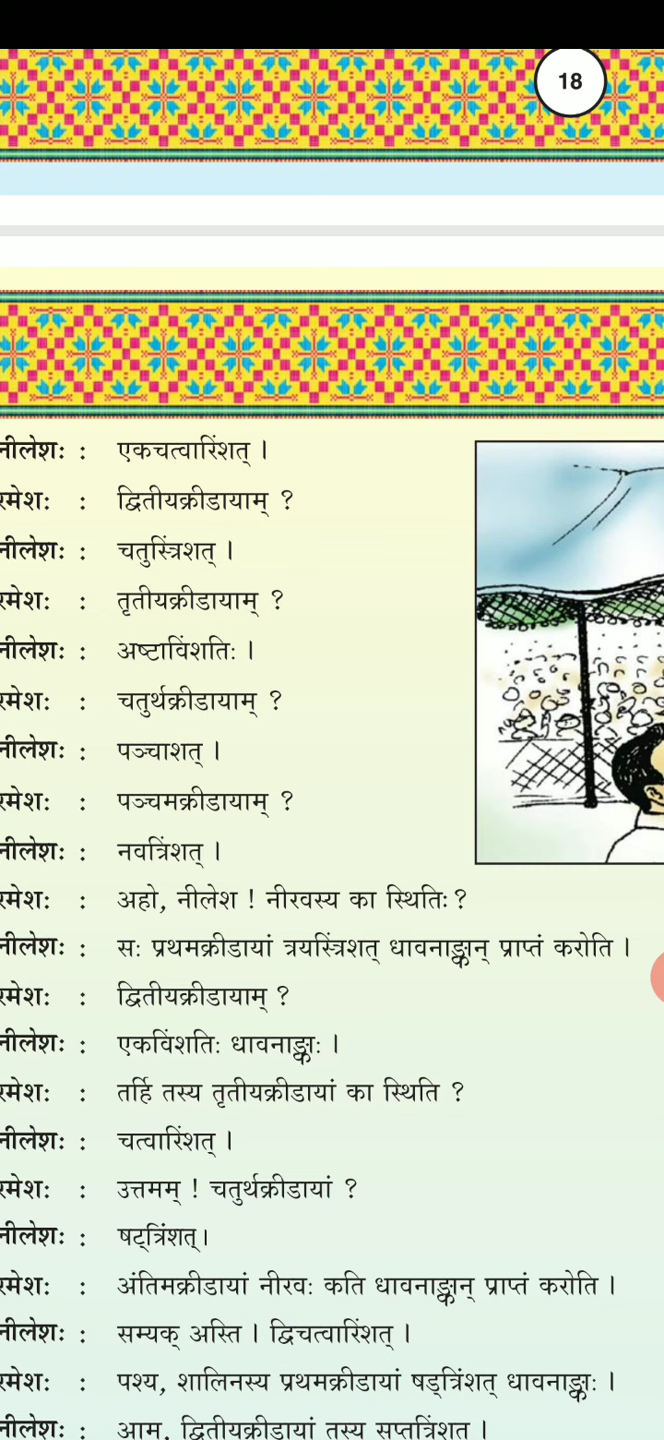 18
नीलेशः : एकचत्वारिंशत् ।
रमेशः : द्वितीयक्रीडायाम् ?
नीलेशः : चतुस्त्रिंशत् ।
रमेशः : तृतीयक्रीडायाम् ?
नीलेशः : अष्टाविंशतिः ।
रमेशः : चतुर्थक्रीडायाम् ?
नीलेशः : पञ्चाशत् ।
रमेशः : पञ्चमक्रीडायाम् ?
नीलेशः : नवत्रिंशत् ।
रमेशः : अहो, नीलेश ! नीरवस्य का स्थितिः ?
नीलेशः : सः प्रथमक्रीडायां त्रयस्त्रिंशत् धावनाङ्कान् प्राप्तं करोति ।
रमेशः : द्वितीयक्रीडायाम् ?
नीलेशः : एकविंशतिः धावनाङ्काः ।
रमेशः : तर्हि तस्य तृतीयक्रीडायां का स्थिति ?
नीलेशः : चत्वारिंशत् ।
रमेशः : उत्तमम् ! चतुर्थक्रीडायां ?
नीलेशः : षट्त्रिंशत्।
रमेशः : अंतिमक्रीडायां नीरवः कति धावनाङ्कान् प्राप्तं करोति ।
नीलेशः : सम्यक् अस्ति । द्विचत्वारिंशत् ।
रमेशः : पश्य, शालिनस्य प्रथमक्रीडायां षड्त्रिंशत् धावनाङ्काः ।
नीलेशः : आम्, द्वितीयक्रीडायां तस्य सप्तत्रिंशत् ।